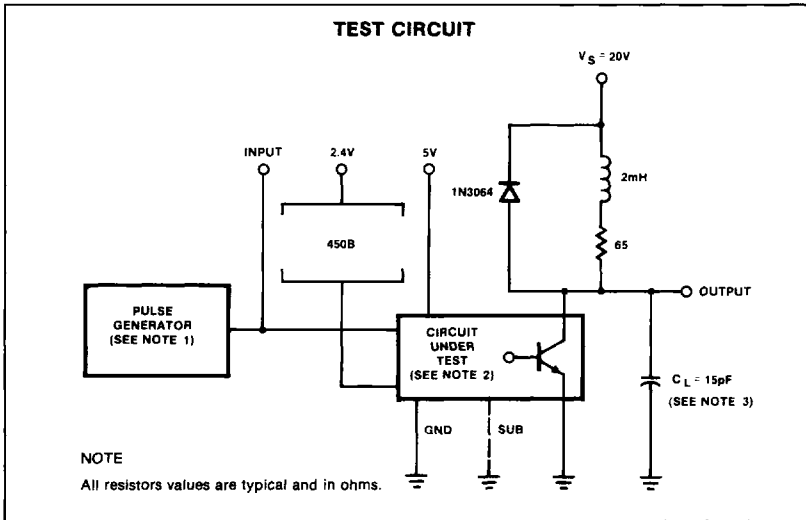 TEST CIRCUIT
VS = 20V
INPUT
2.4V
5V
1N3064
2mH
450B
65
OUTPUT
PULSE
GENERATOR
(SEE NOTE 1)
CIRCUIT
UNDER
TEST
(SEE NOTE 2)
CL = 15pF
(SEE NOTE 3)
GND
SUB
NOTE
All resistors values are typical and in ohms.